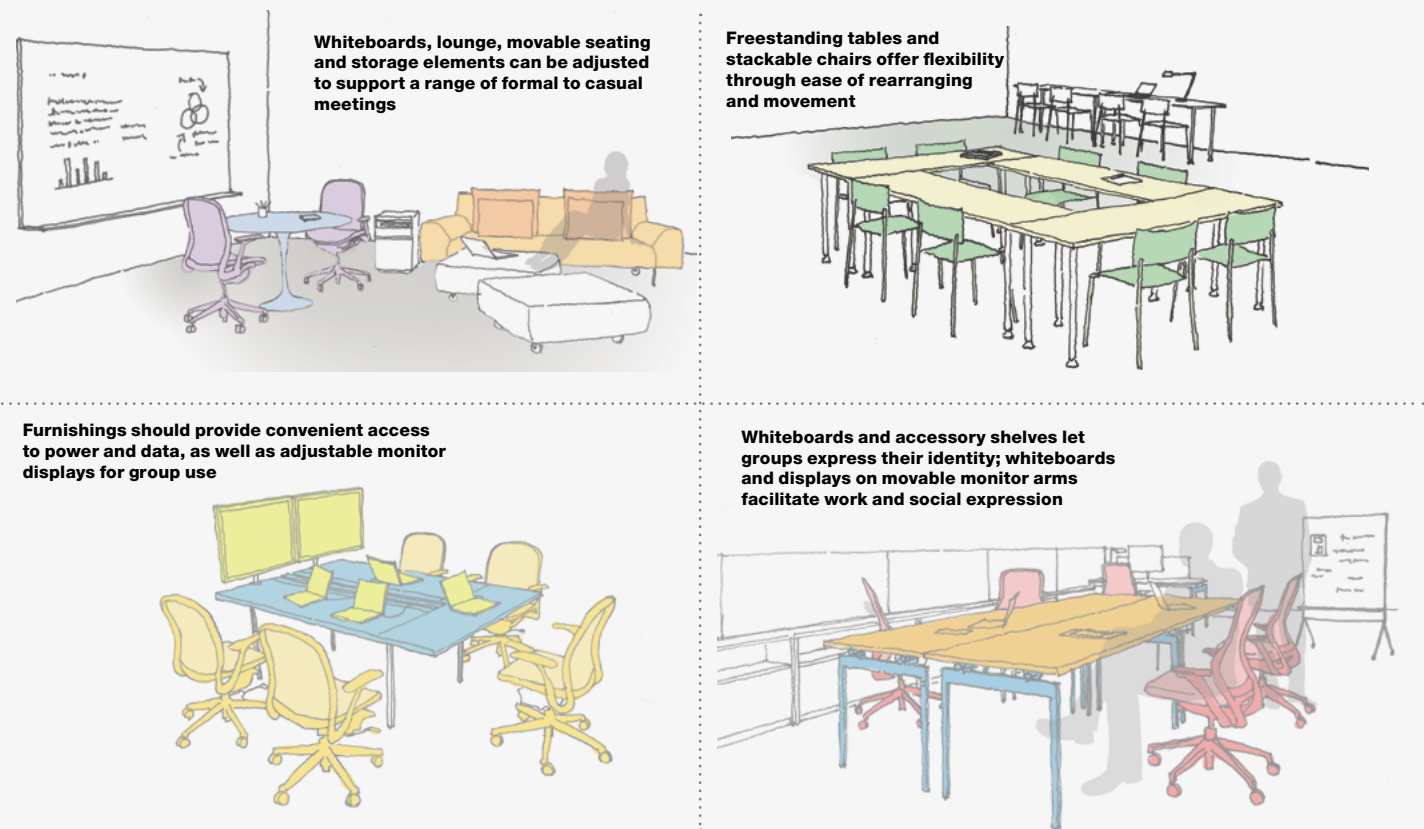 Whiteboards, lounge, movable seating
and storage elements can be adjusted
to support a range of formal to casual
meetings
Freestanding tables and
stackable chairs offer flexibility
through ease of rearranging
and movement
Furnishings should provide convenient access
to power and data, as well as adjustable monitor
displays for group use
Whiteboards and accessory shelves let
groups express their identity; whiteboards
and displays on movable monitor arms
facilitate work and social expression